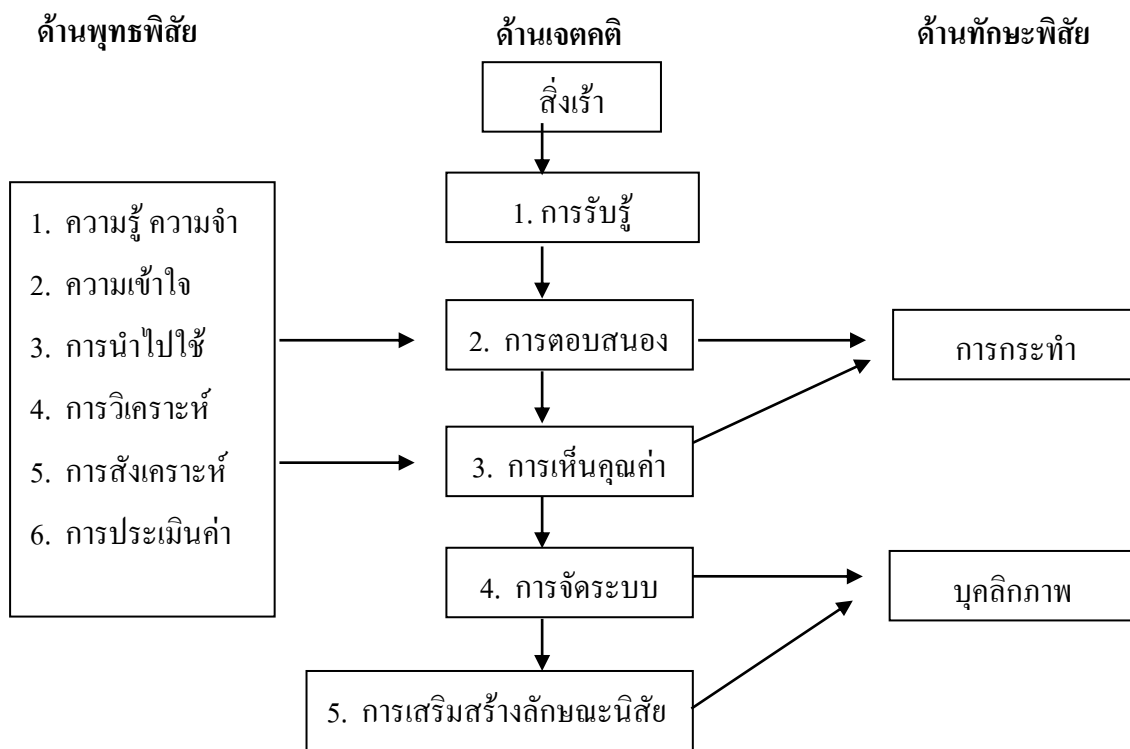 ด้านพุทธพิสัย
ด้านเจตคติ
ด้านทักษะพิสัย
สิ่งเร้า
1. ความรู้ ความจำ
2. ความเข้าใจ
3. การนำไปใช้
4. การวิเคราะห์
5. การสังเคราะห์
6. การประเมินค่า
1. การรับรู้
2. การตอบสนอง
3. การเห็นคุณค่า
4. การจัดระบบ
5. การเสริมสร้างลักษณะนิสัย
การกระทำ
บุคลิกภาพ